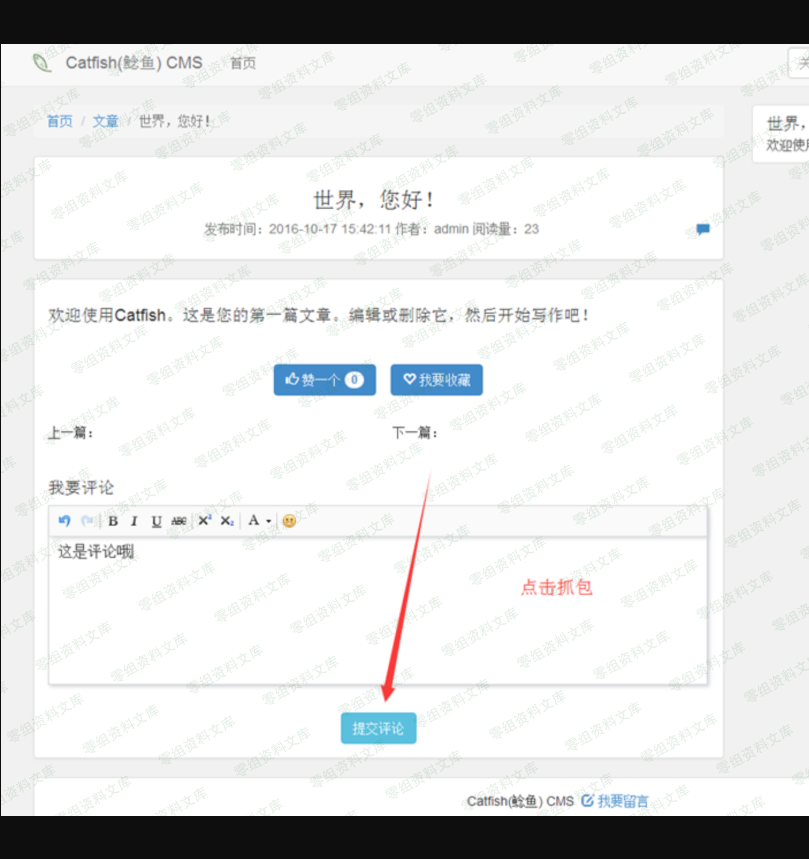 Catfish(鲶鱼) CMS 首页
关
首页 / 文章 / 世界，您好！
世界，
欢迎使用
世界，您好！
发布时间：2016-10-17 15:42:11 作者：admin 阅读量：23
欢迎使用Catfish。这是您的第一篇文章。编辑或删除它，然后开始写作吧！
赞一个 0 我要收藏
上一篇： 下一篇：
我要评论
B I U ABC X² X₂ A
这是评论哦
点击抓包
提交评论
Catfish(鲶鱼) CMS 我要留言
零组资料文库